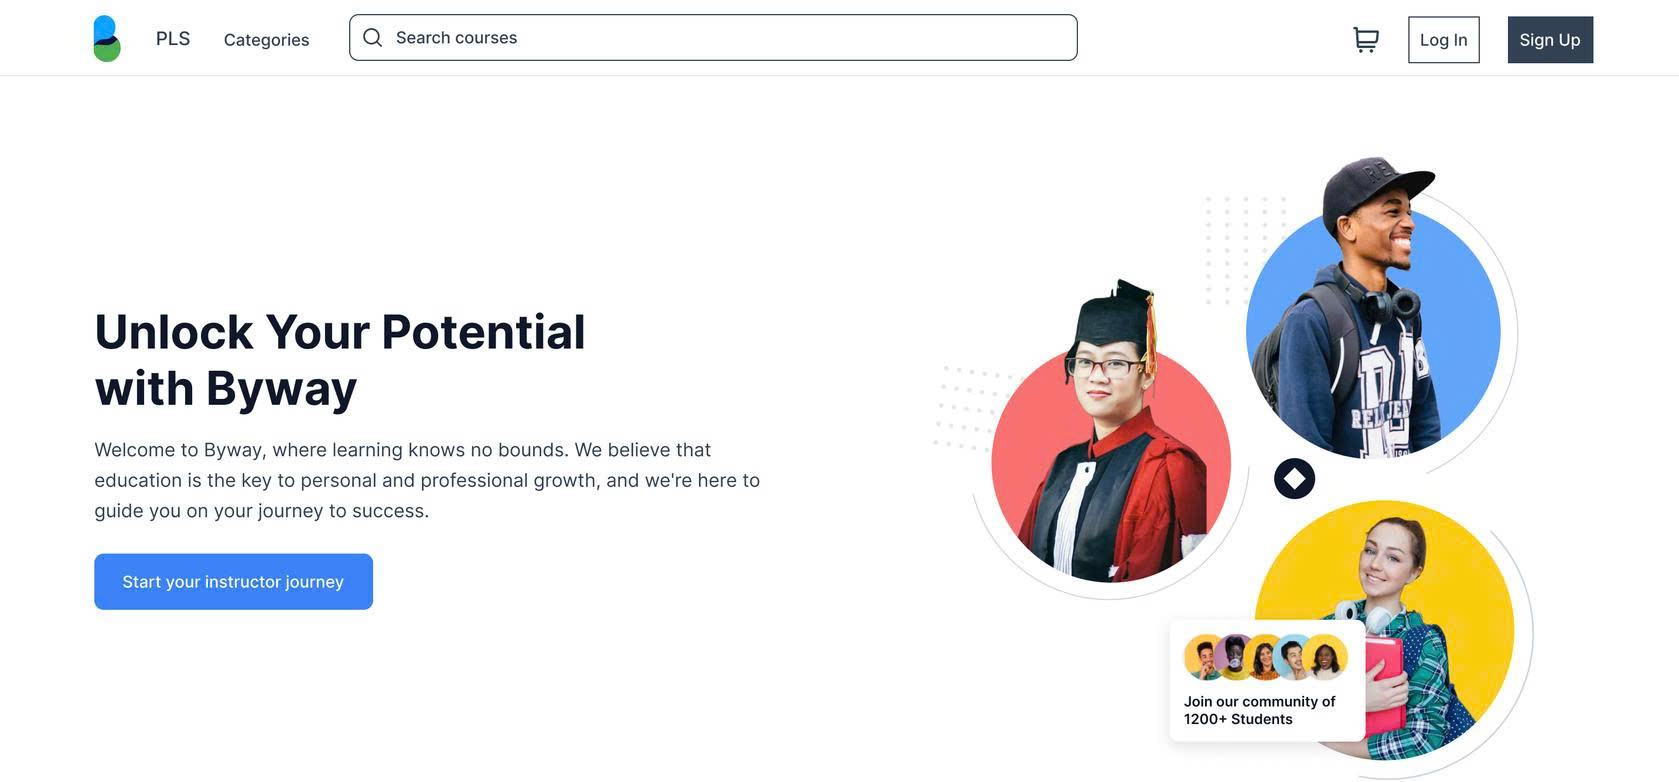 PLS
Categories
Search courses
Log In
Sign Up
Unlock Your Potential
with Byway
Welcome to Byway, where learning knows no bounds. We believe that
education is the key to personal and professional growth, and we're here to
guide you on your journey to success.
Start your instructor journey
Join our community of
1200+ Students